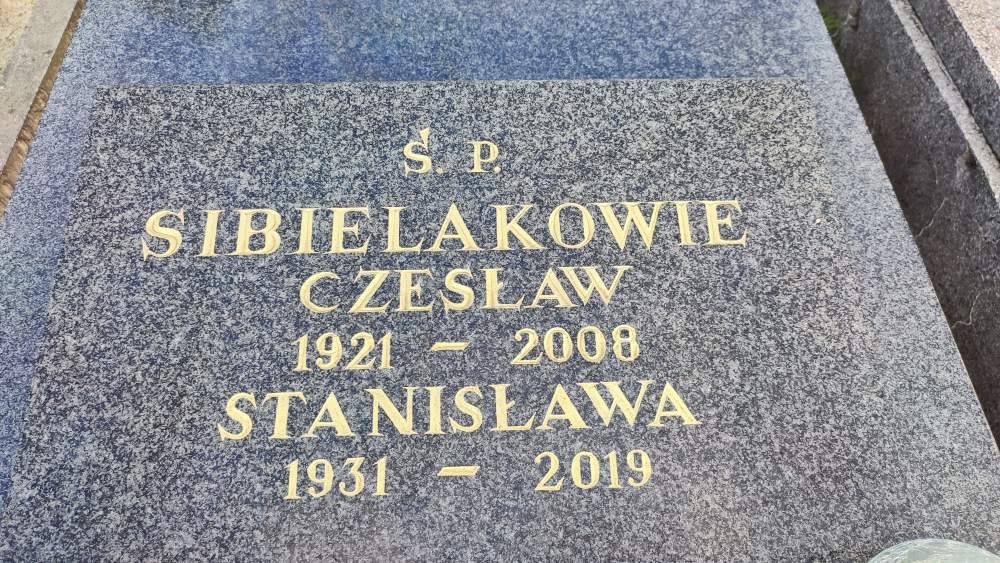 Ś. P.
SIBIELAKOWIE
CZESŁAW
1921 – 2008
STANISŁAWA
1931 – 2019